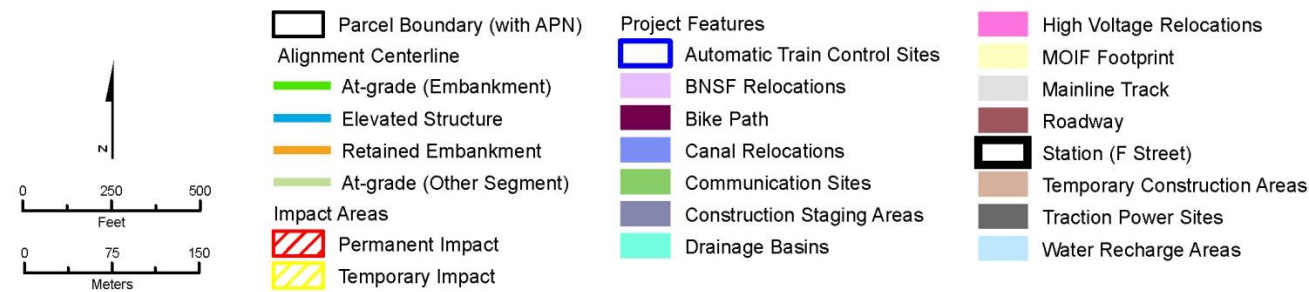 N
0 250 500
Feet
0 75 150
Meters
Parcel Boundary (with APN)
Alignment Centerline
At-grade (Embankment)
Elevated Structure
Retained Embankment
At-grade (Other Segment)
Impact Areas
Permanent Impact
Temporary Impact
Project Features
Automatic Train Control Sites
BNSF Relocations
Bike Path
Canal Relocations
Communication Sites
Construction Staging Areas
Drainage Basins
High Voltage Relocations
MOIF Footprint
Mainline Track
Roadway
Station (F Street)
Temporary Construction Areas
Traction Power Sites
Water Recharge Areas